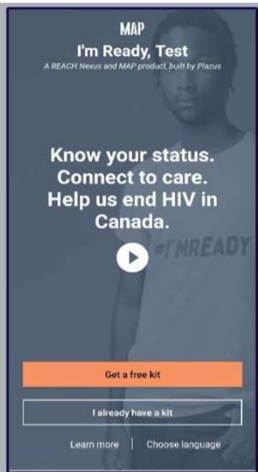 MAP
I'm Ready, Test
A REACH Nexus and MAP product, built by Plazus
Know your status.
Connect to care.
Help us end HIV in
Canada.
#I'MREADY
Get a free kit
I already have a kit
Learn more | Choose language